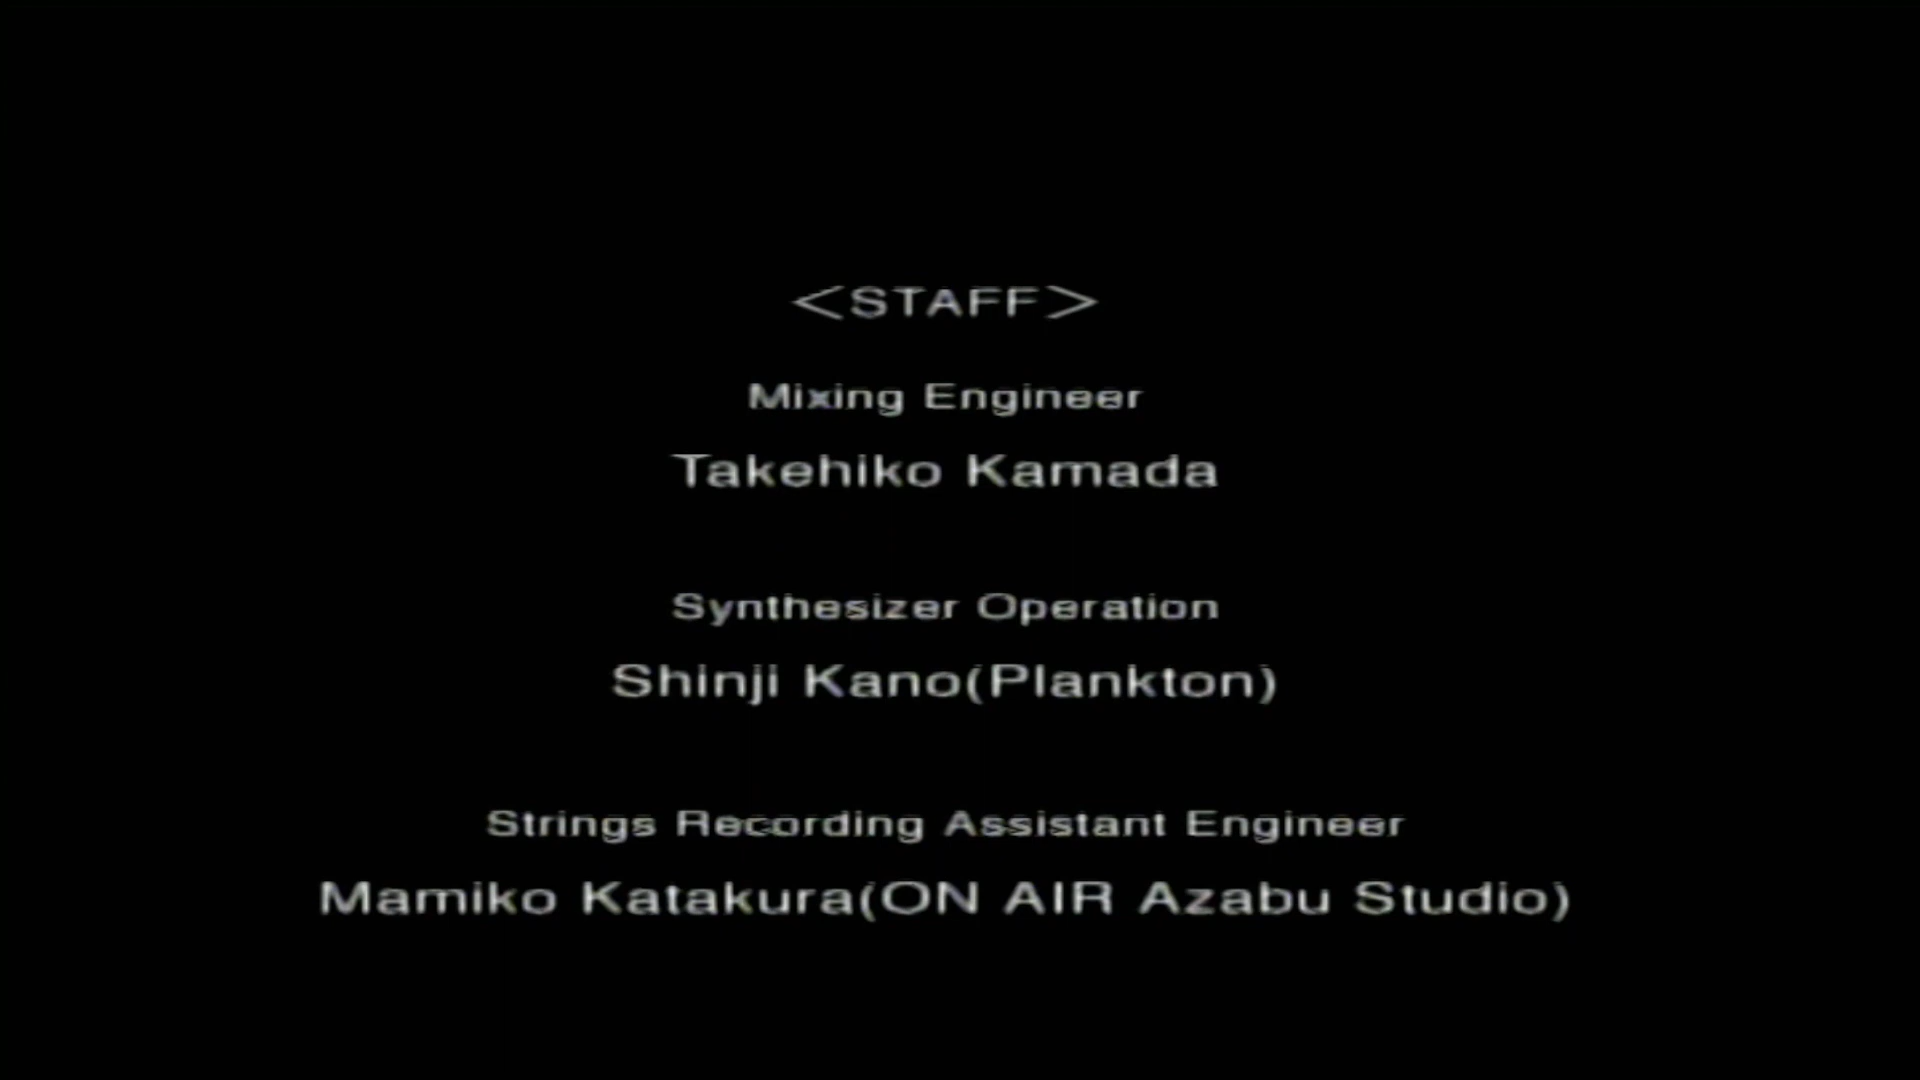 <STAFF>
Mixing Engineer
Takehiko Kamada
Synthesizer Operation
Shinji Kano(Plankton)
Strings Recording Assistant Engineer
Mamiko Katakura(ON AIR Azabu Studio)